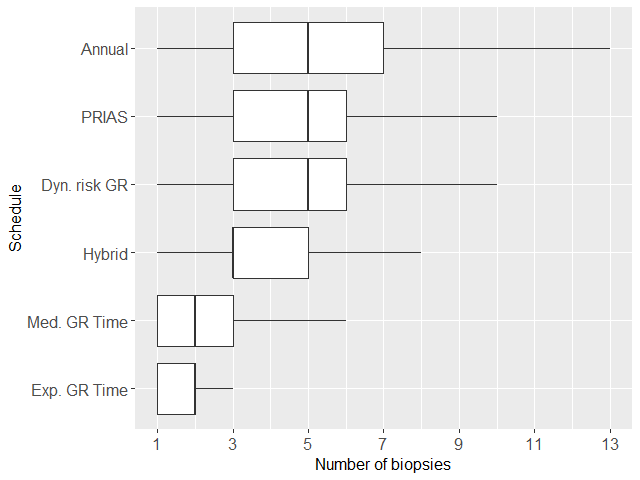 Annual
PRIAS
Dyn. risk GR
Hybrid
Med. GR Time
Exp. GR Time
Schedule
1 3 5 7 9 11 13
Number of biopsies